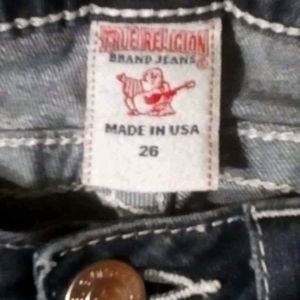 TRUE RELIGION
BRAND JEANS
MADE IN USA
26